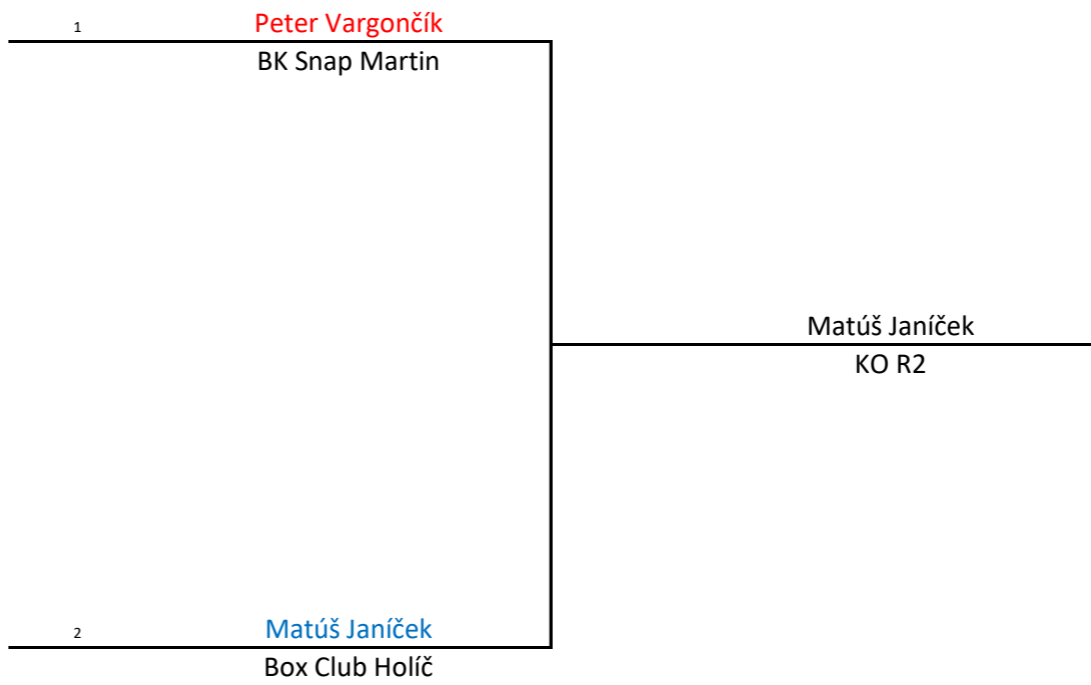 1 Peter Vargončík
BK Snap Martin
Matúš Janíček
KO R2
2 Matúš Janíček
Box Club Holíč